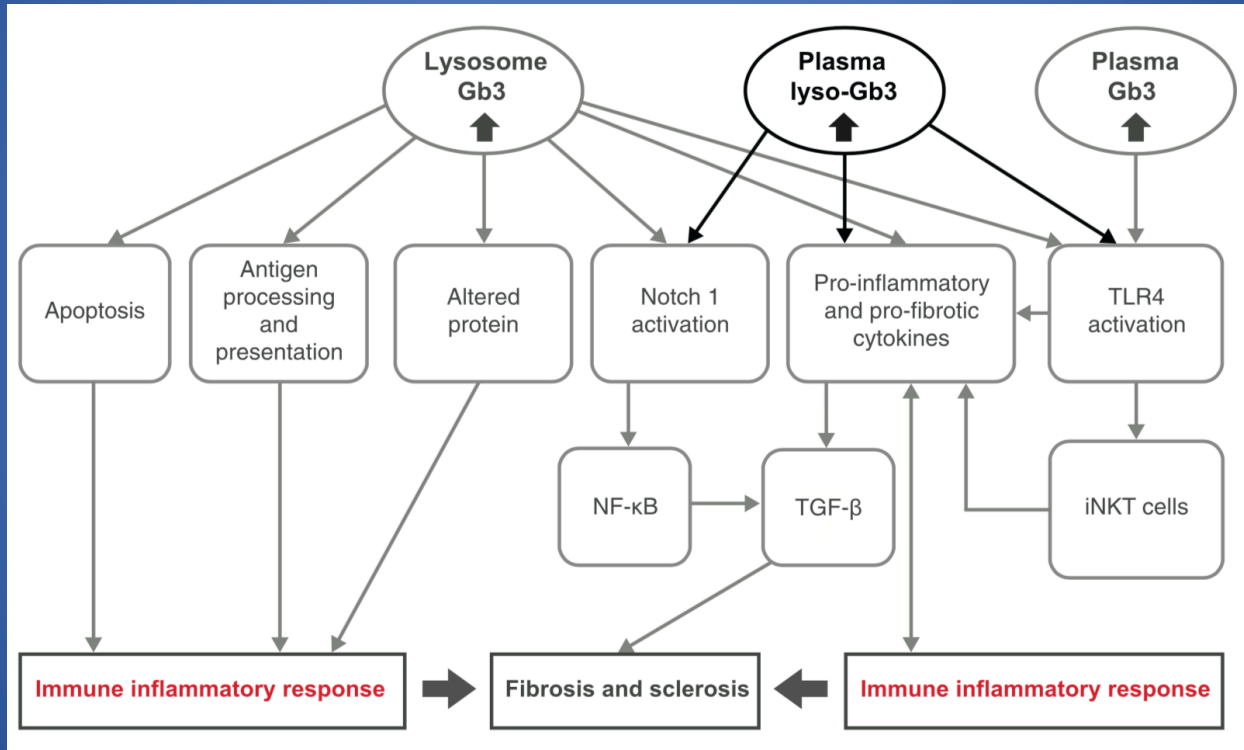 Lysosome
Gb3
Plasma
lyso-Gb3
Plasma
Gb3
Apoptosis
Antigen
processing
and
presentation
Altered
protein
Notch 1
activation
Pro-inflammatory
and pro-fibrotic
cytokines
TLR4
activation
NF-κB
TGF-β
iNKT cells
Immune inflammatory response
Fibrosis and sclerosis
Immune inflammatory response